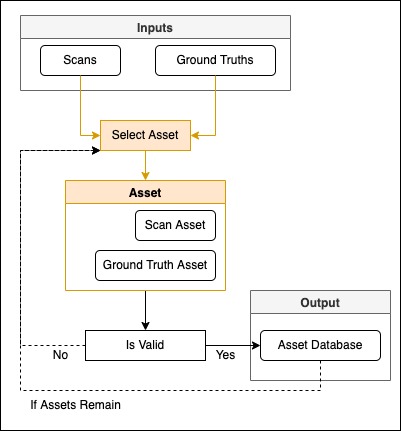 Inputs
Scans
Ground Truths
Select Asset
Asset
Scan Asset
Ground Truth Asset
Output
Is Valid
Asset Database
No
Yes
If Assets Remain